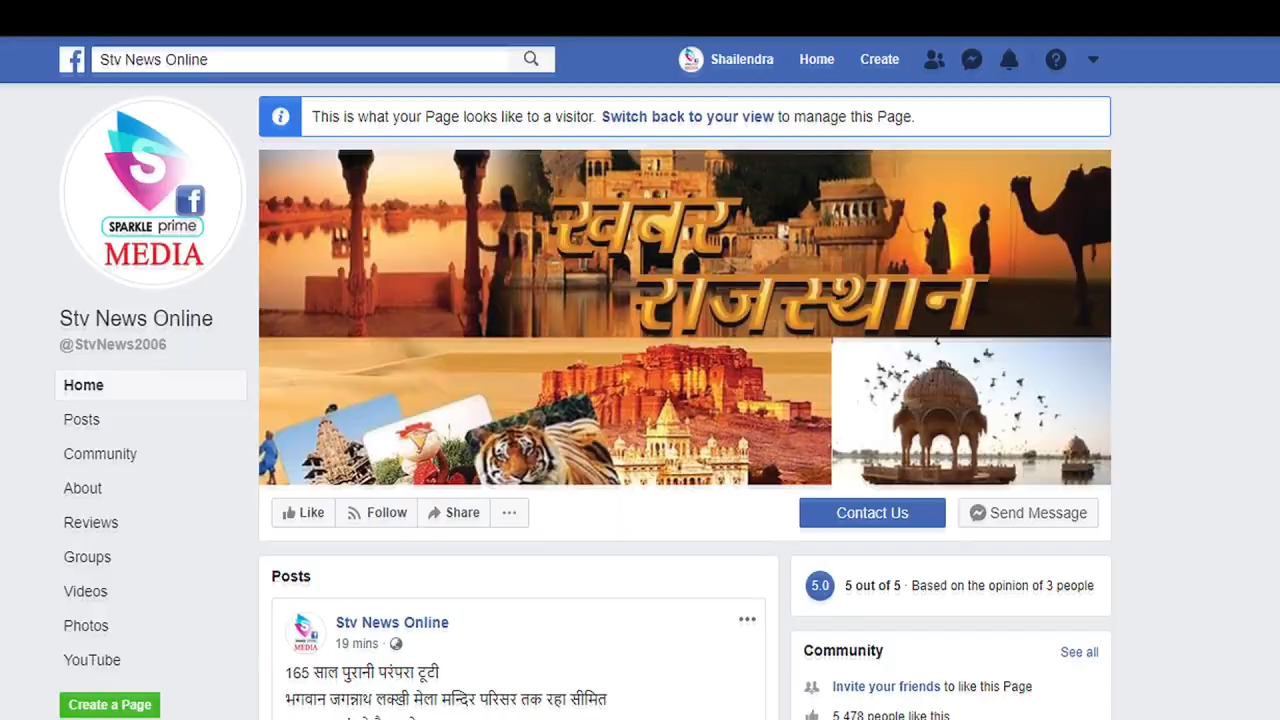 Stv News Online
Shailendra
Home
Create
This is what your Page looks like to a visitor. Switch back to your view to manage this Page.
S
SPARKLE prime
MEDIA
खबर
राजस्थान
Stv News Online
@StvNews2006
Home
Posts
Community
About
Reviews
Groups
Videos
Photos
YouTube
Create a Page
Like
Follow
Share
Contact Us
Send Message
Posts
Stv News Online
19 mins
165 साल पुरानी परंपरा टूटी
भगवान जगन्नाथ लक्खी मेला मन्दिर परिसर तक रहा सीमित
5.0
5 out of 5 · Based on the opinion of 3 people
Community
See all
Invite your friends to like this Page
5,478 people like this